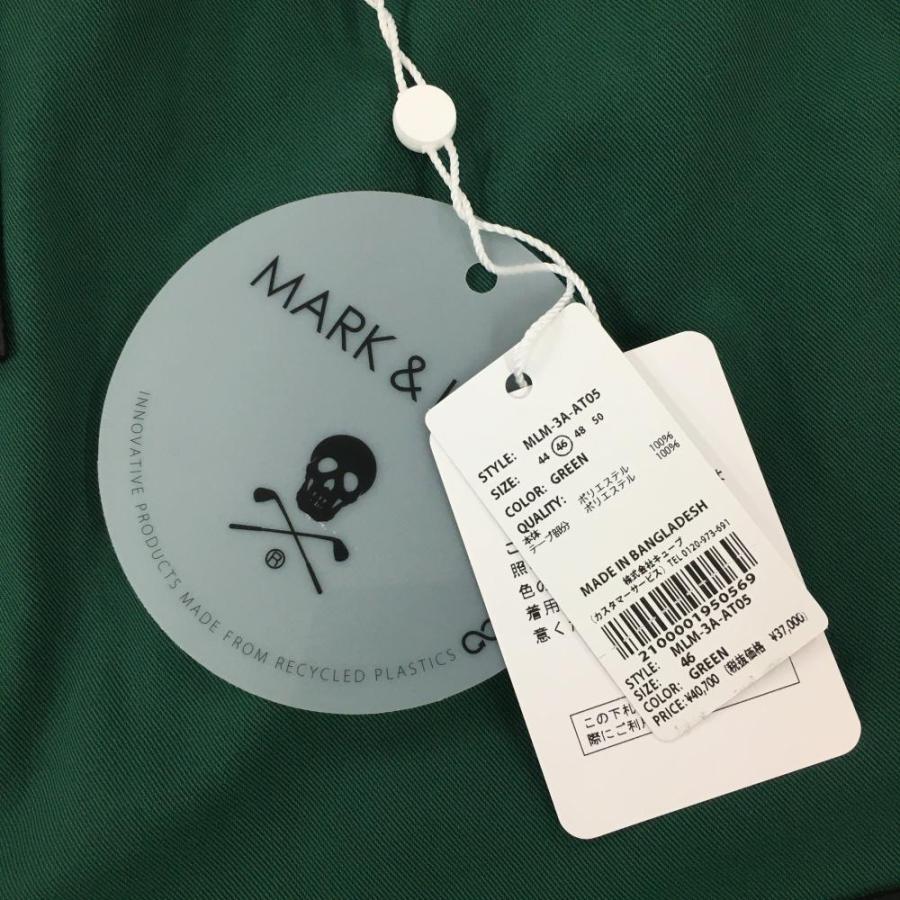 MARK & L
®
INNOVATIVE PRODUCTS MADE FROM RECYCLED PLASTICS
STYLE: MLM-3A-AT05
SIZE: 44 46 48 50
COLOR: GREEN
QUALITY:
本体 ポリエステル 100%
テープ部分 ポリエステル 100%
MADE IN BANGLADESH
株式会社キューブ
(カスタマーサービス) TEL 0120-973-691
2100001950569
STYLE: MLM-3A-AT05
SIZE: 46
COLOR: GREEN
PRICE: ¥40,700 (税抜価格 ¥37,000)
こ
照
色の
着用
意く
この下札
際にご利用